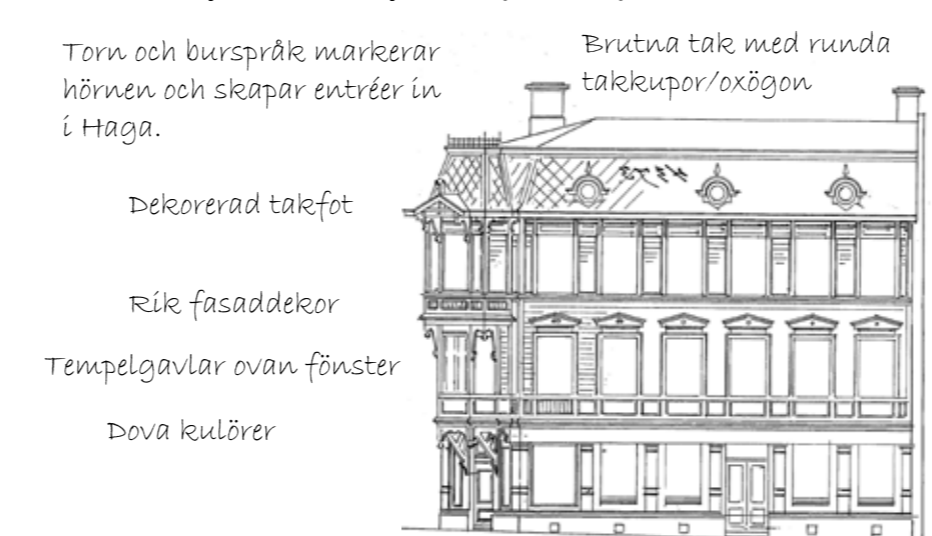 Torn och burspråk markerar
hörnen och skapar entréer in
i Haga.
Brutna tak med runda
takkupor/oxögon
Dekorerad takfot
Rik fasaddekor
Tempelgavlar ovan fönster
Dova kulörer